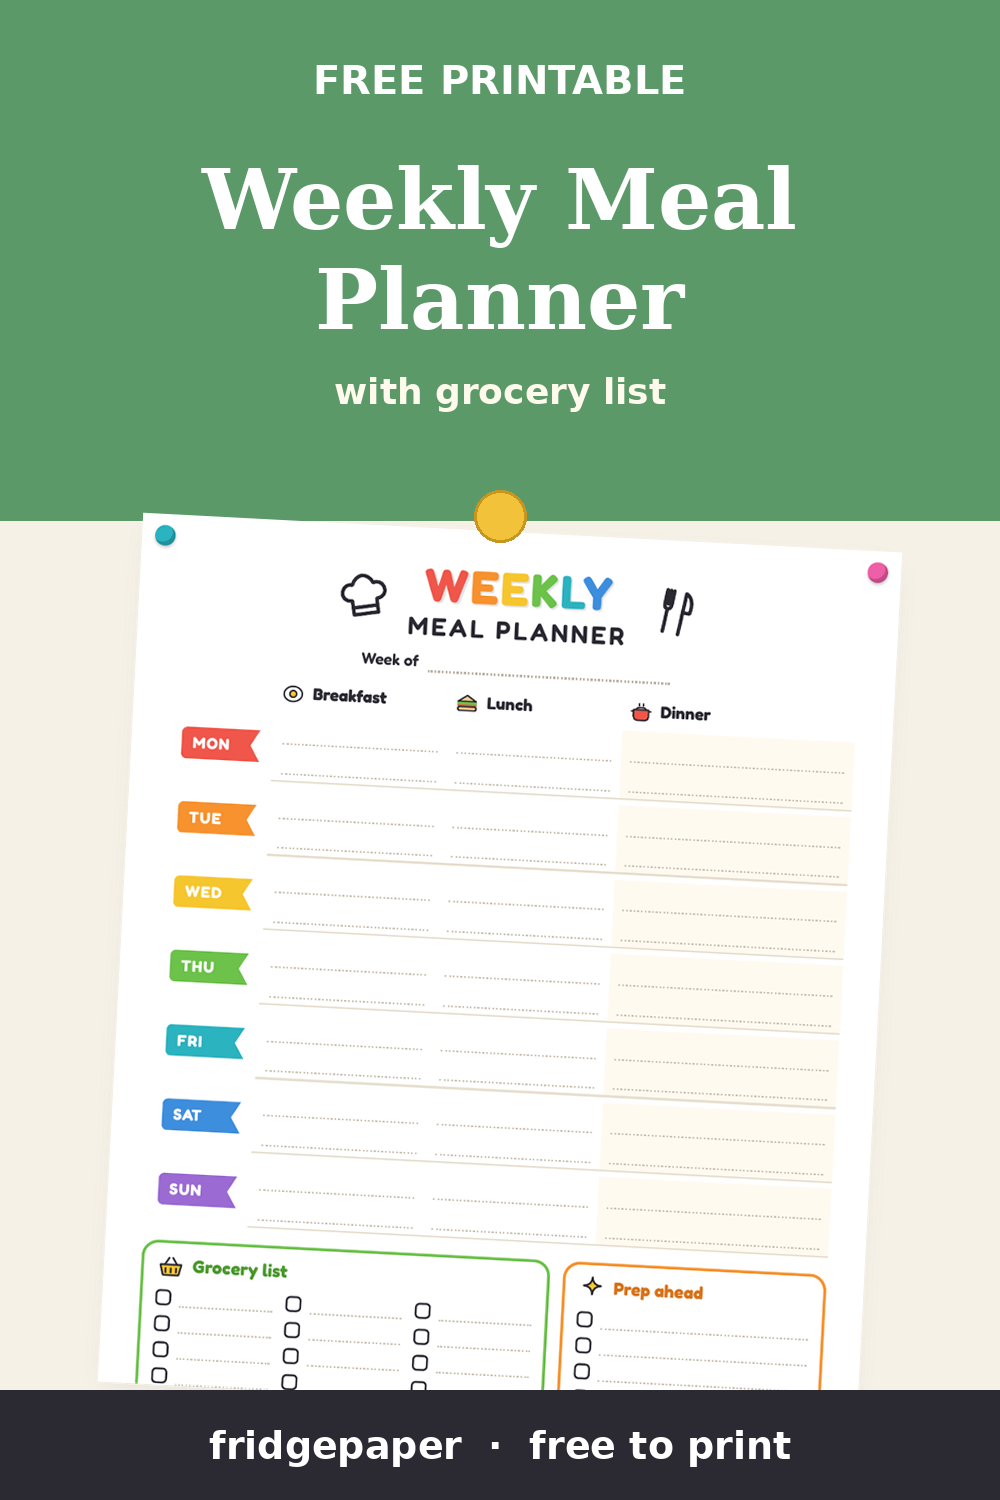 FREE PRINTABLE
Weekly Meal
Planner
with grocery list
WEEKLY
MEAL PLANNER
Week of
Breakfast
Lunch
Dinner
MON
TUE
WED
THU
FRI
SAT
SUN
Grocery list
Prep ahead
fridgepaper · free to print